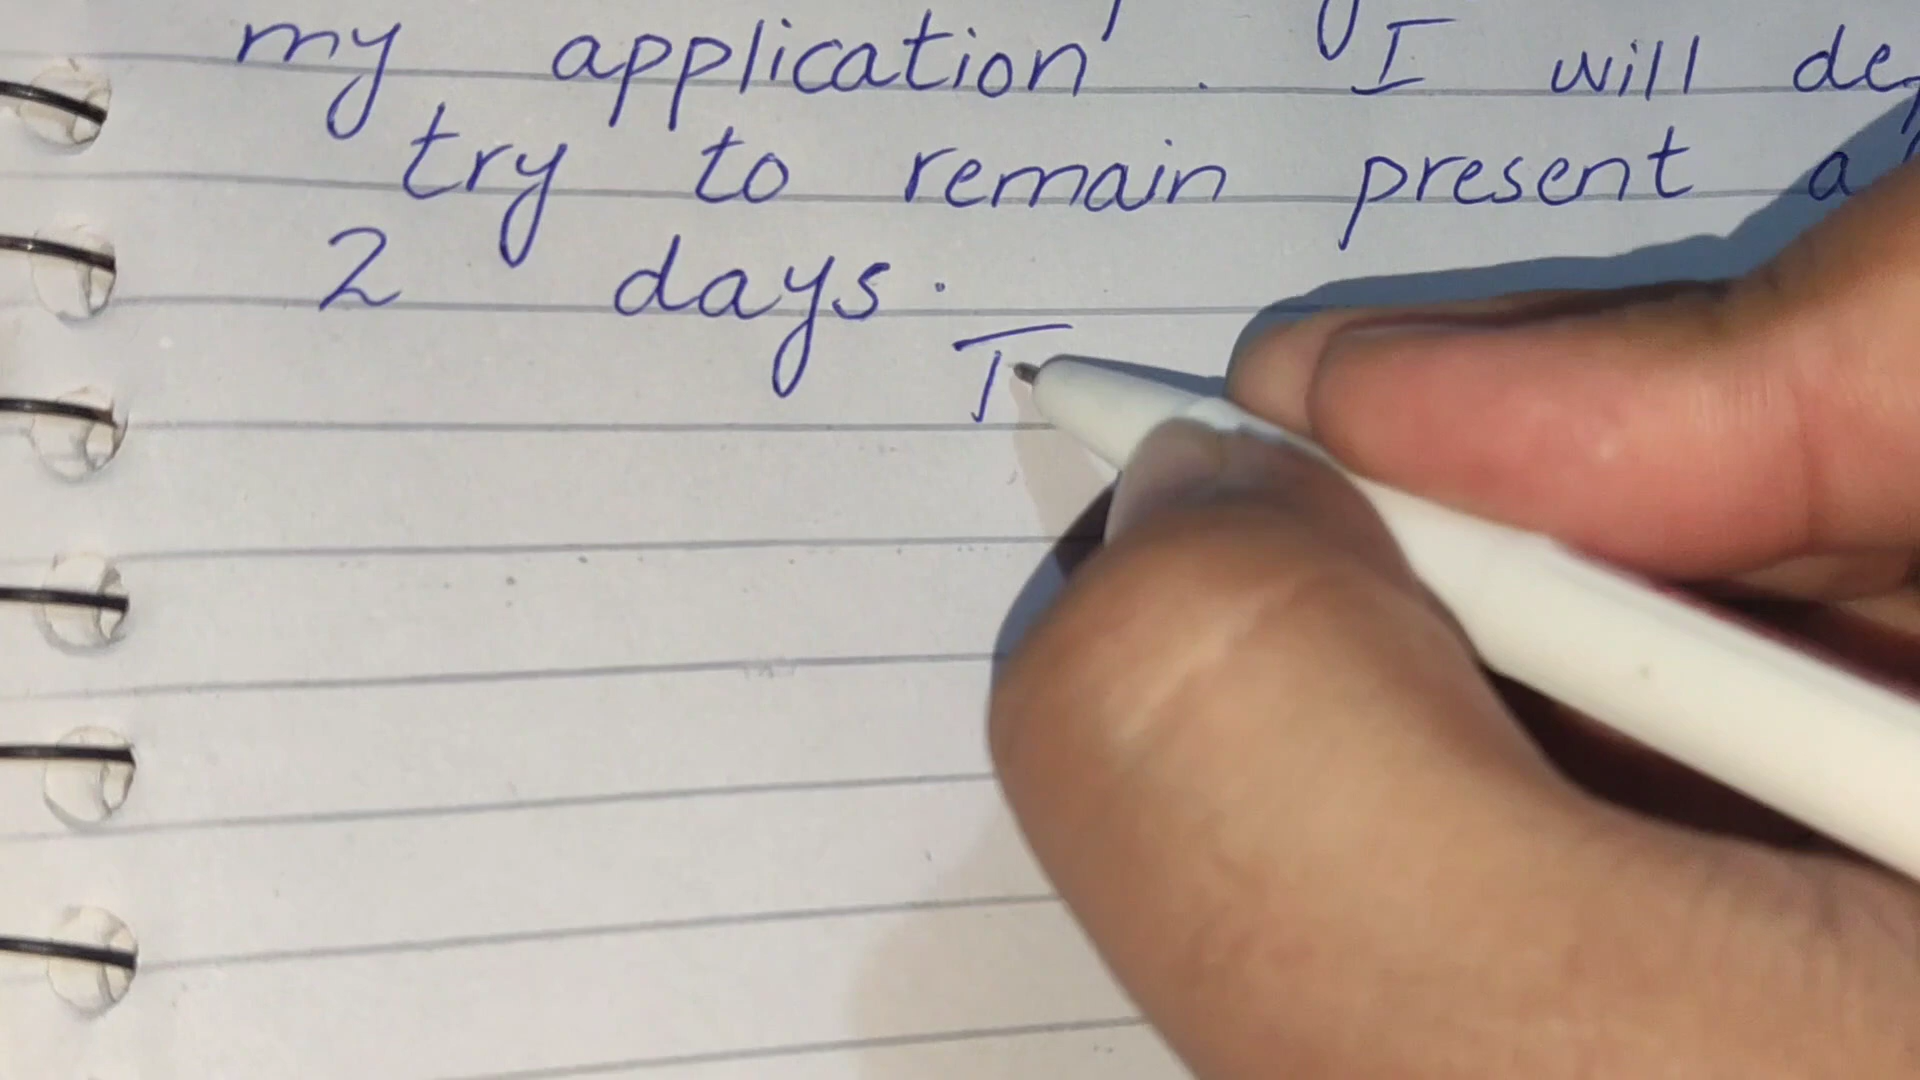 my application. I will
try to remain present
2 days.
T